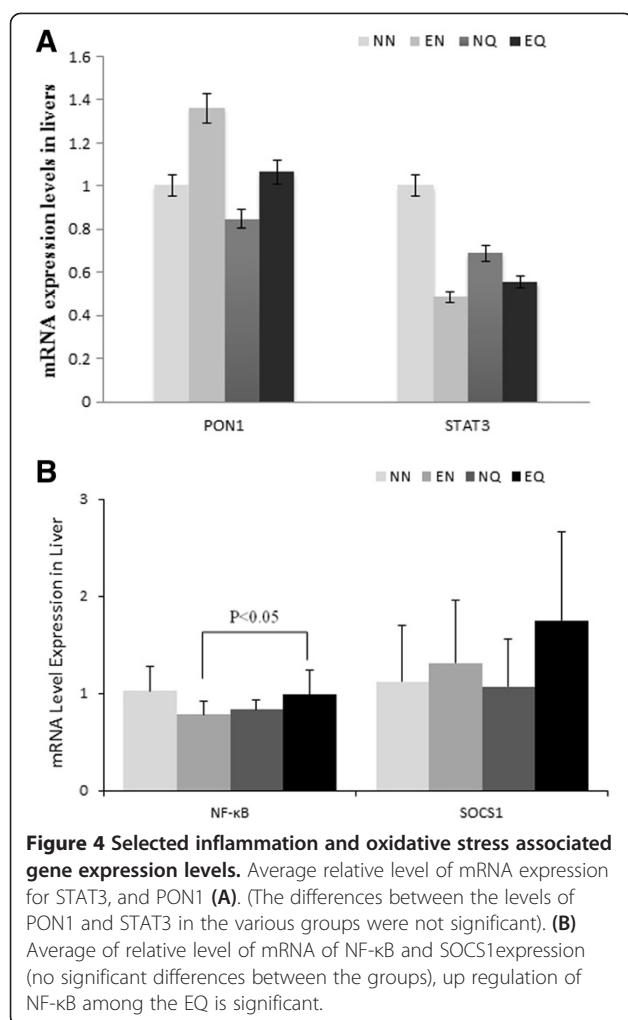 A
NN EN NQ EQ
mRNA expression levels in livers
1.6
1.4
1.2
1
0.8
0.6
0.4
0.2
0
PON1 STAT3
B
NN EN NQ EQ
mRNA Level Expression in Liver
3
2
1
0
P<0.05
NF-κB SOCS1
Figure 4 Selected inflammation and oxidative stress associated
gene expression levels. Average relative level of mRNA expression
for STAT3, and PON1 (A). (The differences between the levels of
PON1 and STAT3 in the various groups were not significant). (B)
Average of relative level of mRNA of NF-κB and SOCS1expression
(no significant differences between the groups), up regulation of
NF-κB among the EQ is significant.